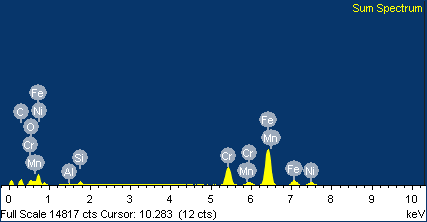 Sum Spectrum
Fe
C
Ni
O
Cr
Mn
Al
Si
Cr
Cr
Mn
Fe
Mn
Fe
Ni
0 1 2 3 4 5 6 7 8 9 10
Full Scale 14817 cts Cursor: 10.283 (12 cts) keV